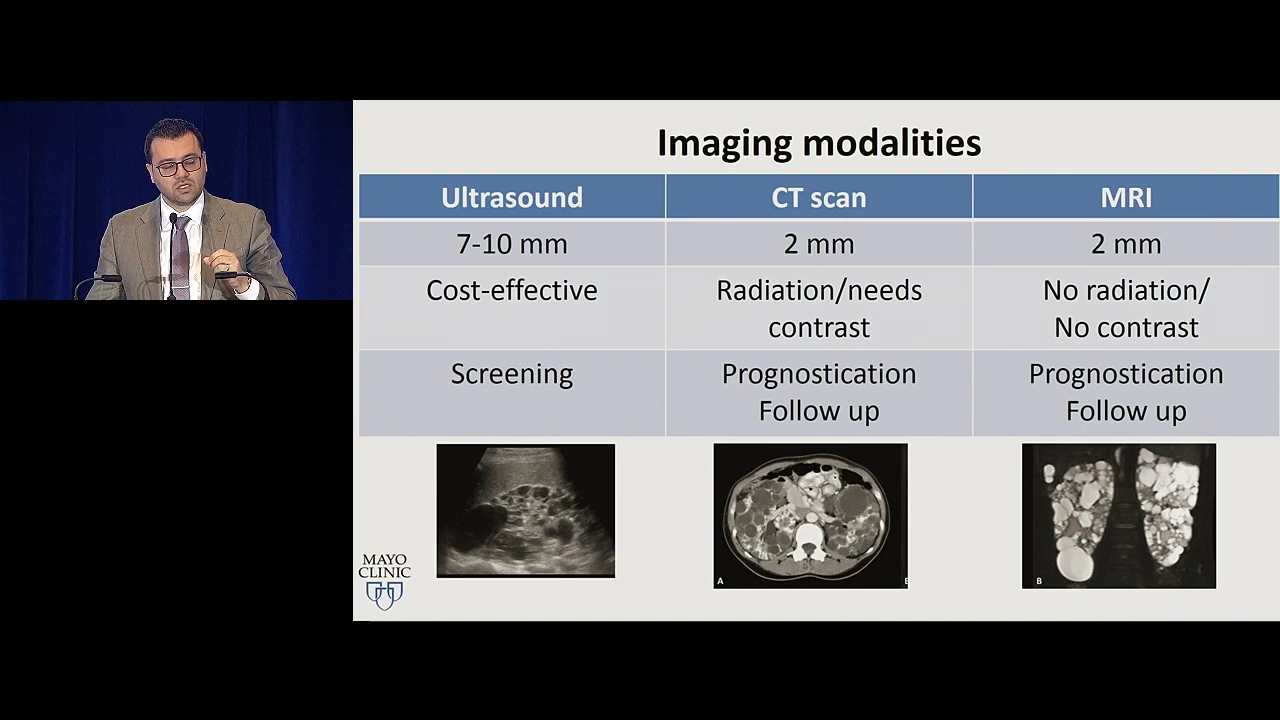 Imaging modalities
Ultrasound
CT scan
MRI
7-10 mm
2 mm
2 mm
Cost-effective
Radiation/needs
contrast
No radiation/
No contrast
Screening
Prognostication
Follow up
Prognostication
Follow up
MAYO
CLINIC
A
E
B